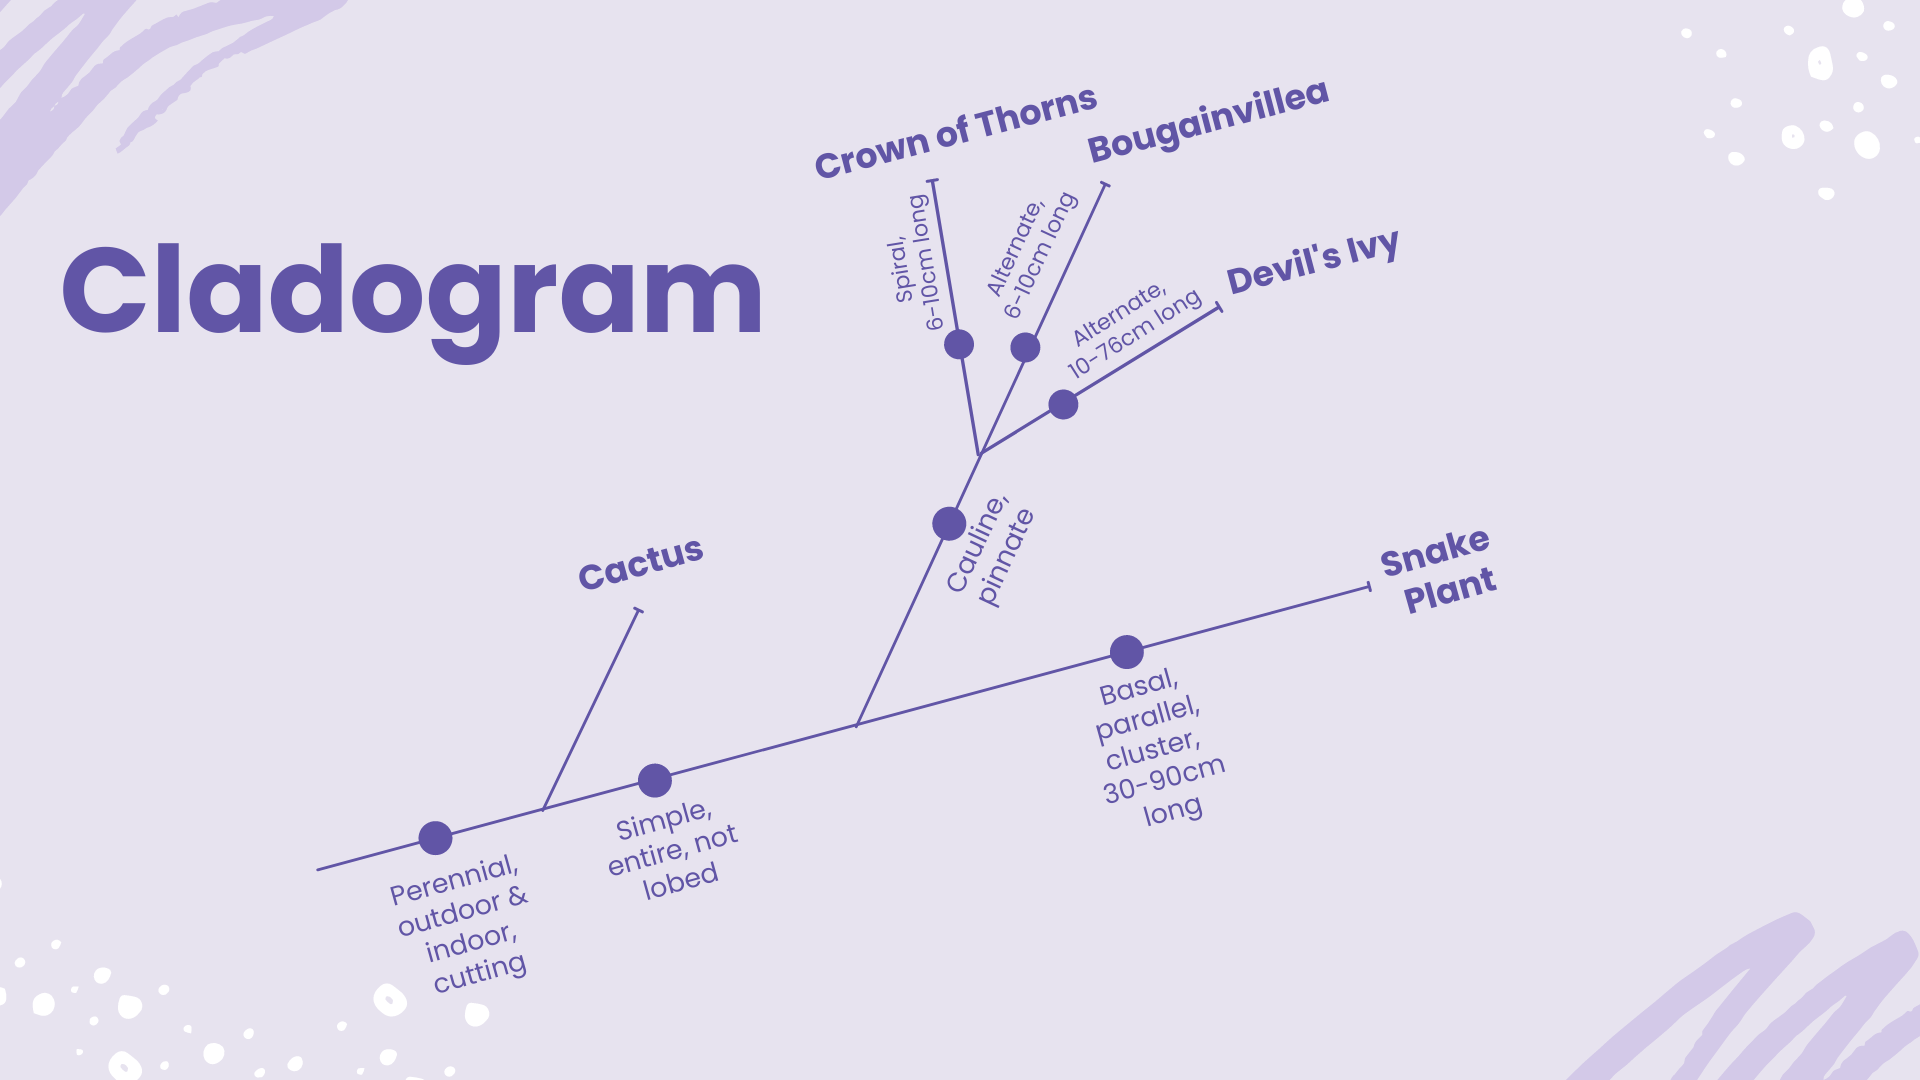 Cladogram
Crown of Thorns
Spiral,
6-10cm long
Bougainvillea
Alternate,
6-10cm long
Devil's Ivy
Alternate,
10-76cm long
Cauline,
pinnate
Cactus
Snake
Plant
Basal,
parallel,
cluster,
30-90cm
long
Simple,
entire, not
lobed
Perennial,
outdoor &
indoor,
cutting